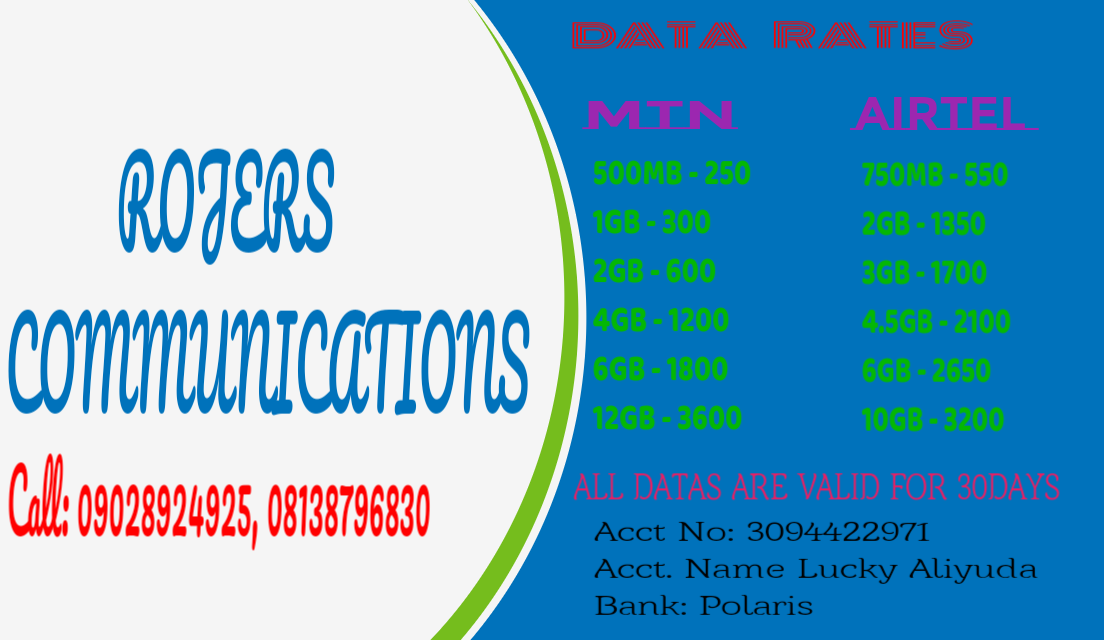 ROJERS
COMMUNICATIONS
Call: 09028924925, 08138796830
DATA RATES
MTN
500MB - 250
1GB - 300
2GB - 600
4GB - 1200
6GB - 1800
12GB - 3600
AIRTEL
750MB - 550
2GB - 1350
3GB - 1700
4.5GB - 2100
6GB - 2650
10GB - 3200
ALL DATAS ARE VALID FOR 30DAYS
Acct No: 3094422971
Acct. Name Lucky Aliyuda
Bank: Polaris